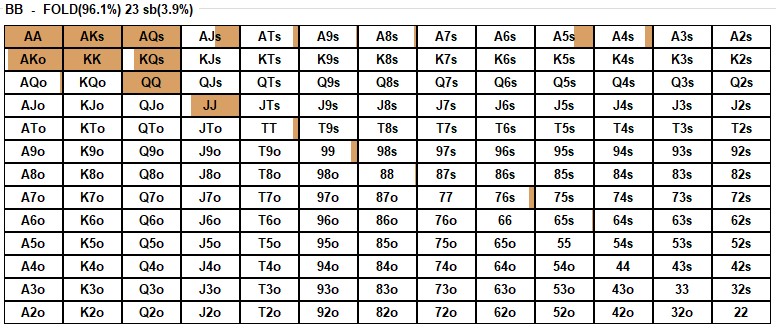 BB - FOLD(96.1%) 23 sb(3.9%)
AA AKs AQs AJs ATs A9s A8s A7s A6s A5s A4s A3s A2s
AKo KK KQs KJs KTs K9s K8s K7s K6s K5s K4s K3s K2s
AQo KQo QQ QJs QTs Q9s Q8s Q7s Q6s Q5s Q4s Q3s Q2s
AJo KJo QJo JJ JTs J9s J8s J7s J6s J5s J4s J3s J2s
ATo KTo QTo JTo TT T9s T8s T7s T6s T5s T4s T3s T2s
A9o K9o Q9o J9o T9o 99 98s 97s 96s 95s 94s 93s 92s
A8o K8o Q8o J8o T8o 98o 88 87s 86s 85s 84s 83s 82s
A7o K7o Q7o J7o T7o 97o 87o 77 76s 75s 74s 73s 72s
A6o K6o Q6o J6o T6o 96o 86o 76o 66 65s 64s 63s 62s
A5o K5o Q5o J5o T5o 95o 85o 75o 65o 55 54s 53s 52s
A4o K4o Q4o J4o T4o 94o 84o 74o 64o 54o 44 43s 42s
A3o K3o Q3o J3o T3o 93o 83o 73o 63o 53o 43o 33 32s
A2o K2o Q2o J2o T2o 92o 82o 72o 62o 52o 42o 32o 22